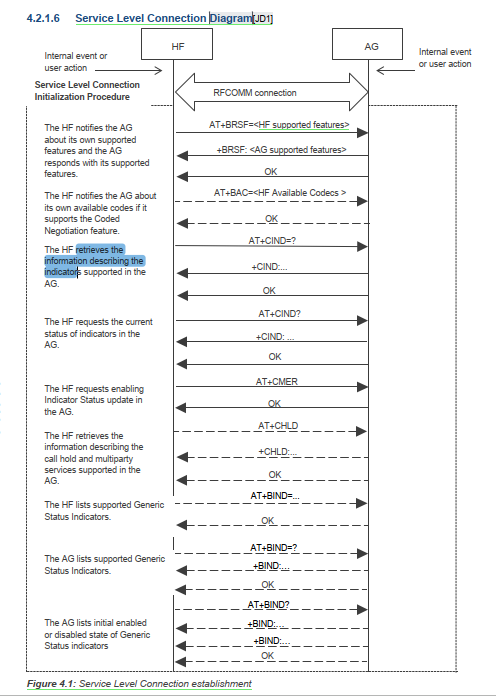 4.2.1.6 Service Level Connection Diagram[JD1]
HF
AG
Internal event or
user action
Internal event
or user action
Service Level Connection
Initialization Procedure
RFCOMM connection
The HF notifies the AG
about its own supported
features and the AG
responds with its supported
features.
AT+BRSF=<HF supported features>
+BRSF: <AG supported features>
OK
The HF notifies the AG about
its own available codes if it
supports the Coded
Negotiation feature.
AT+BAC=<HF Available Codecs >
OK
The HF retrieves the
information describing the
indicators supported in the
AG.
AT+CIND=?
+CIND:...
OK
The HF requests the current
status of indicators in the
AG.
AT+CIND?
+CIND: ...
OK
The HF requests enabling
Indicator Status update in
the AG.
AT+CMER
OK
The HF retrieves the
information describing the
call hold and multiparty
services supported in the
AG.
AT+CHLD
+CHLD:...
OK
The HF lists supported Generic
Status Indicators.
AT+BIND=...
OK
The AG lists supported Generic
Status Indicators.
AT+BIND=?
+BIND:...
OK
The AG lists initial enabled
or disabled state of Generic
Status indicators
AT+BIND?
+BIND:...
+BIND:...
OK
Figure 4.1: Service Level Connection establishment